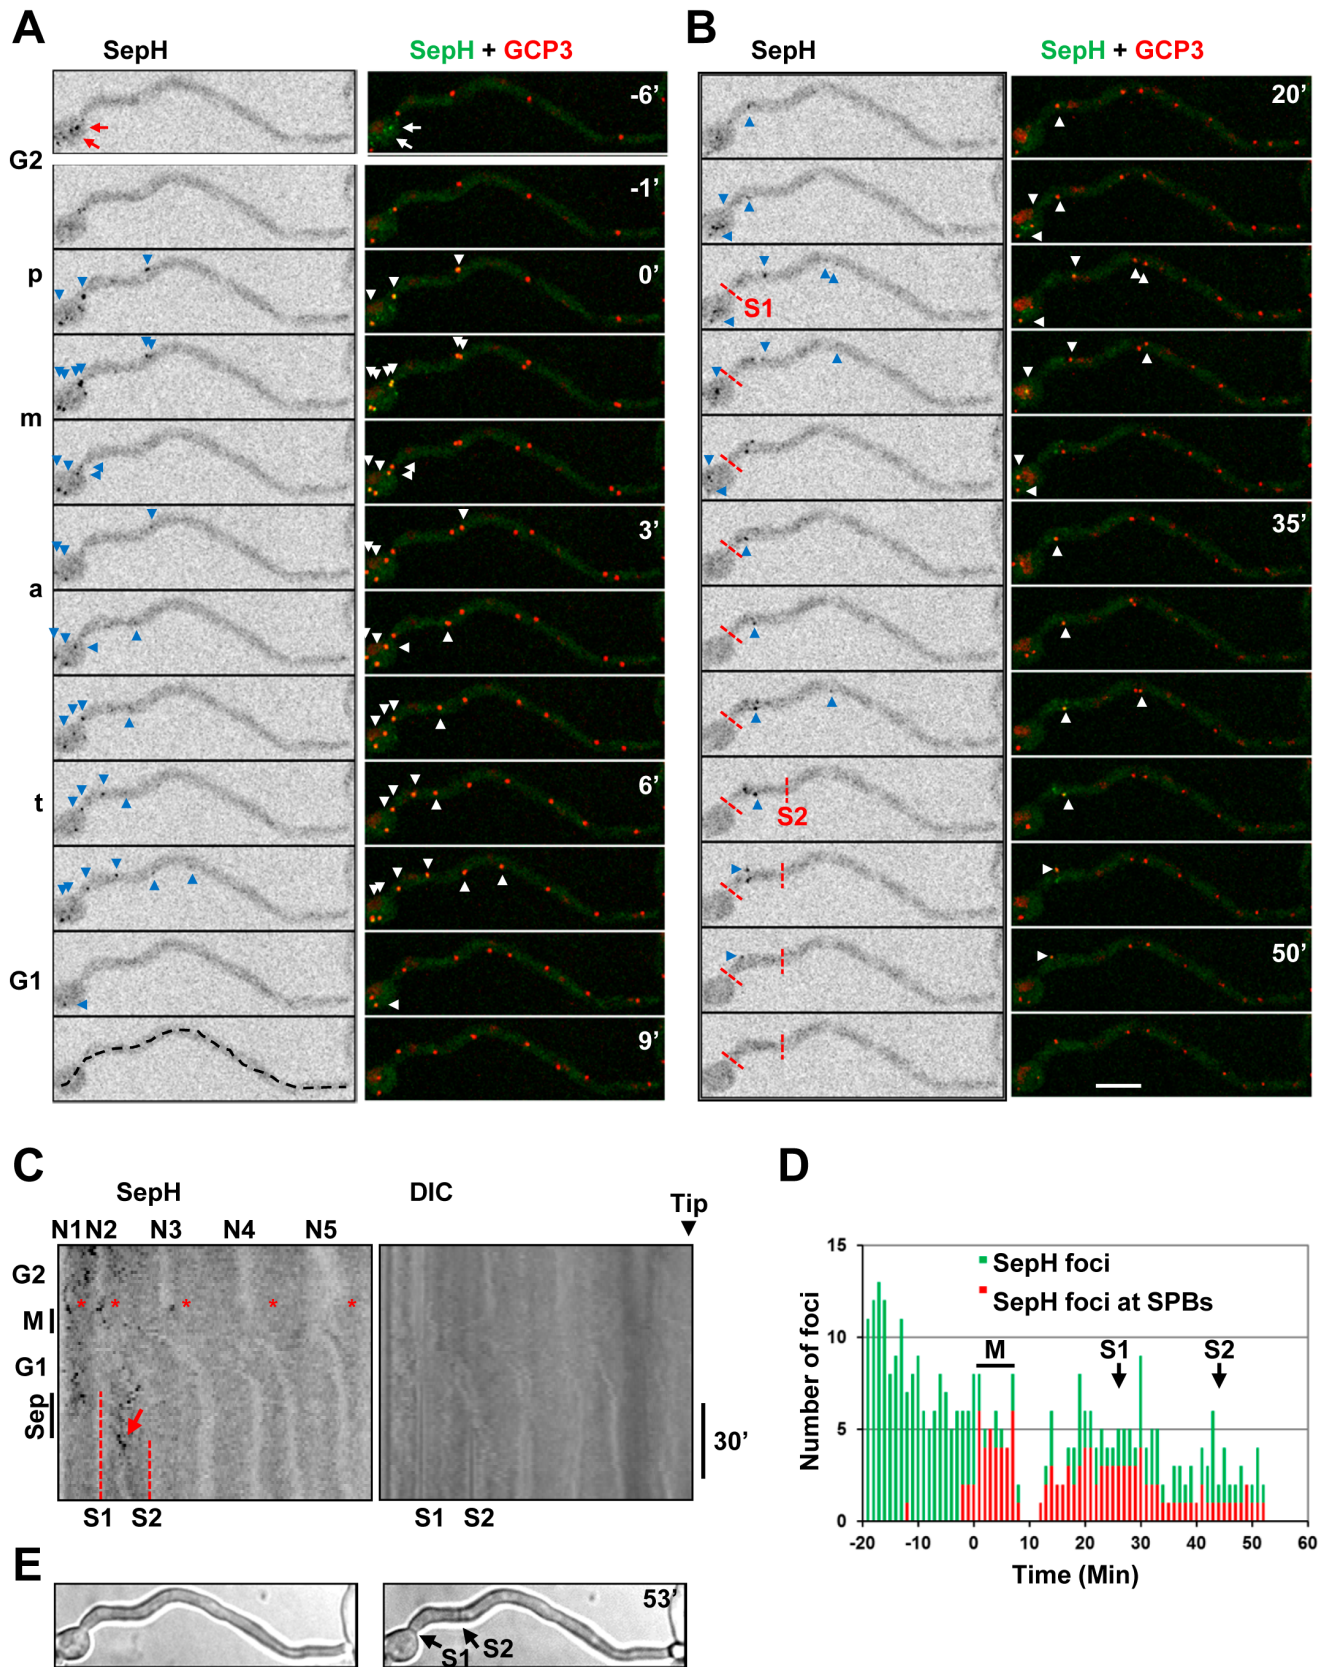 A
SepH
SepH + GCP3
-6’
G2
-1’
p
0’
m
3’
a
6’
t
G1
9’
B
SepH
SepH + GCP3
20’
S1
35’
S2
50’
C
SepH
DIC
Tip
N1 N2 N3 N4 N5
G2
* * * * *
M
G1
Sep
30’
S1 S2
S1 S2
D
15
10
5
0
-20 -10 0 10 20 30 40 50 60
Number of foci
Time (Min)
SepH foci
SepH foci at SPBs
M
S1
S2
E
53’
S1 S2